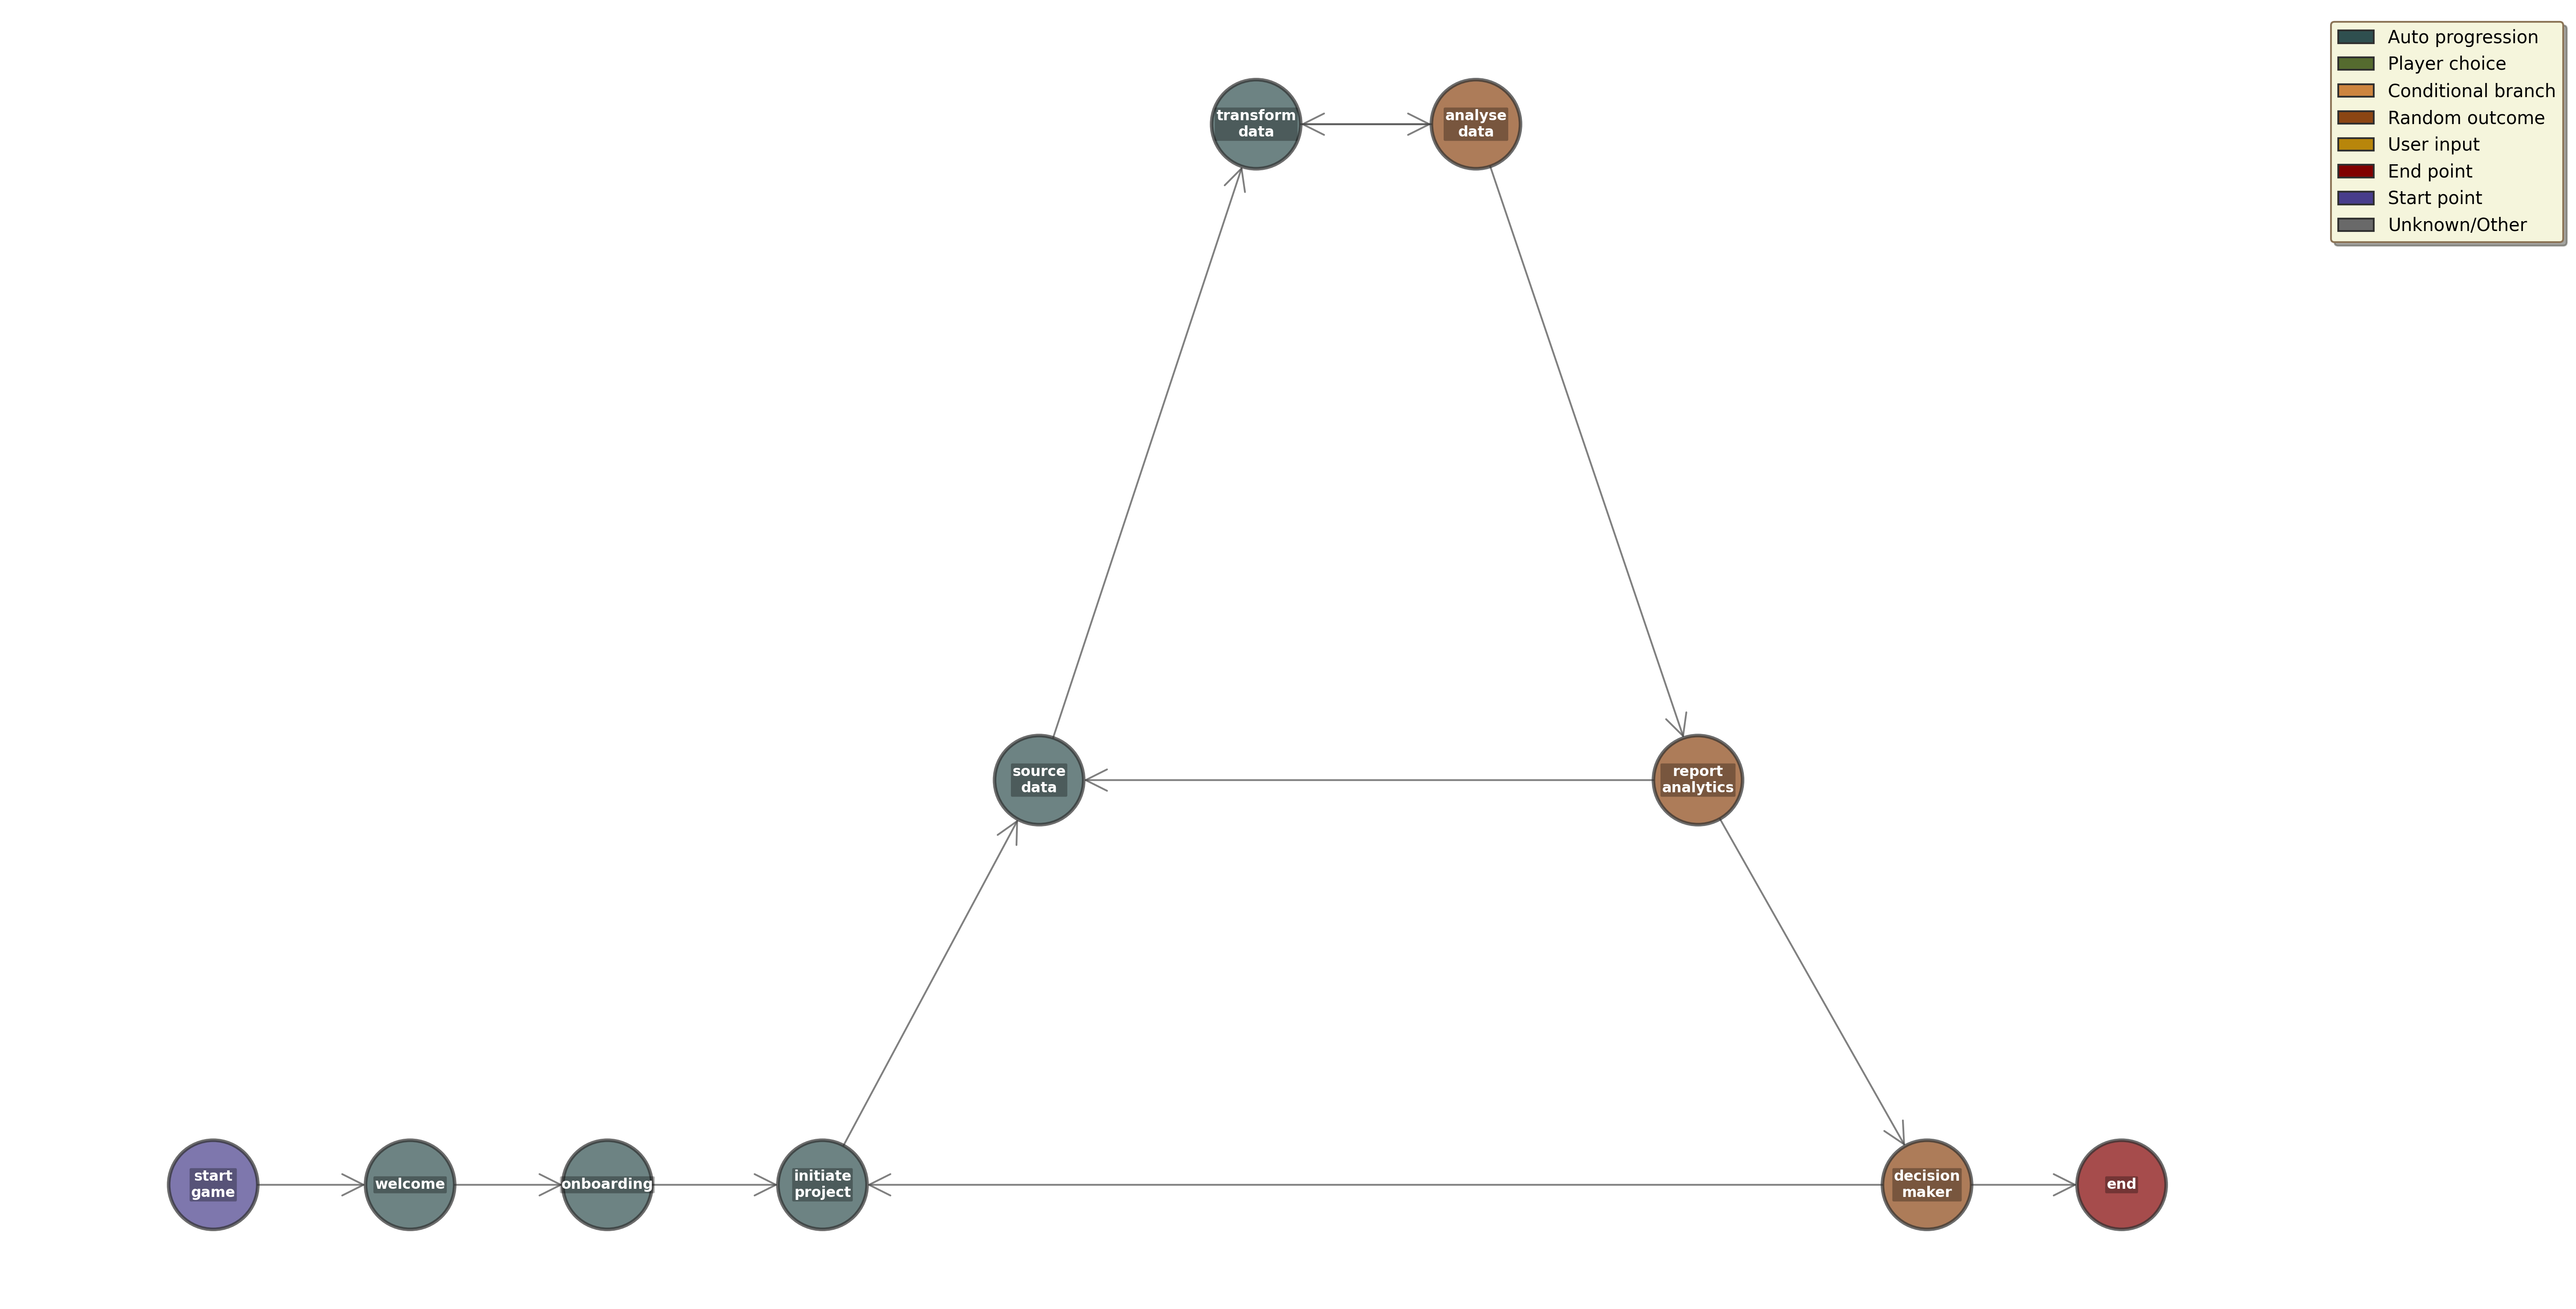 transform
data
analyse
data
Auto progression
Player choice
Conditional branch
Random outcome
User input
End point
Start point
Unknown/Other
source
data
report
analytics
start
game
welcome
onboarding
initiate
project
decision
maker
end